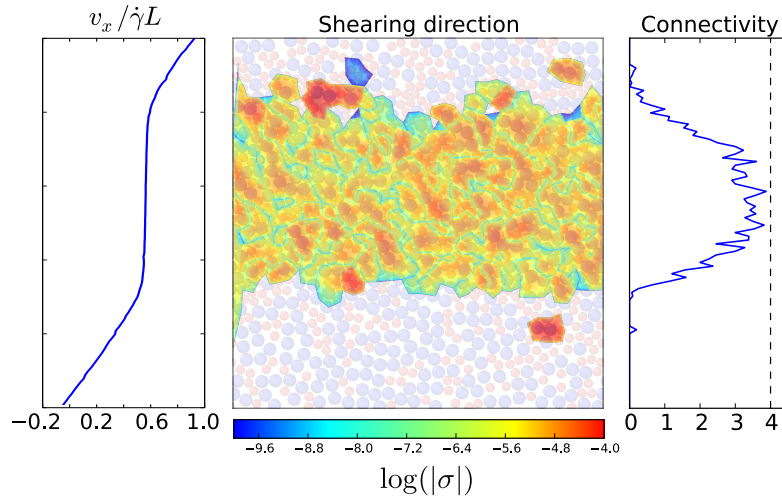 v_x/γ̇L
Shearing direction
Connectivity
−0.2 0.2 0.6 1.0
0 1 2 3 4
−9.6 −8.8 −8.0 −7.2 −6.4 −5.6 −4.8 −4.0
log(|σ|)